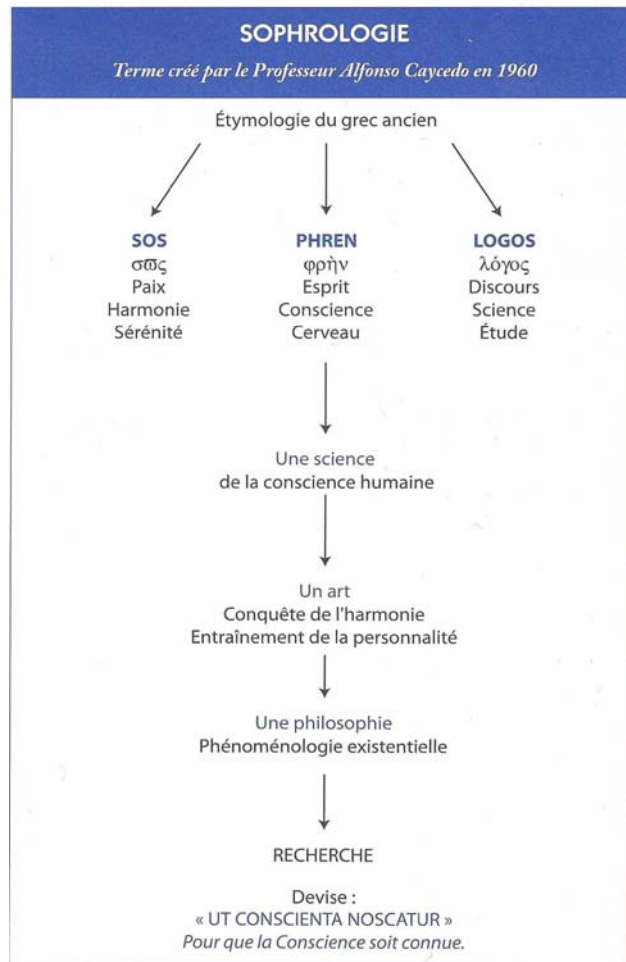 SOPHROLOGIE
Terme créé par le Professeur Alfonso Caycedo en 1960
Étymologie du grec ancien
SOS
σϖς
Paix
Harmonie
Sérénité
PHREN
φρὴν
Esprit
Conscience
Cerveau
LOGOS
λόγος
Discours
Science
Étude
Une science
de la conscience humaine
Un art
Conquête de l'harmonie
Entraînement de la personnalité
Une philosophie
Phénoménologie existentielle
RECHERCHE
Devise :
« UT CONSCIENTA NOSCATUR »
Pour que la Conscience soit connue.